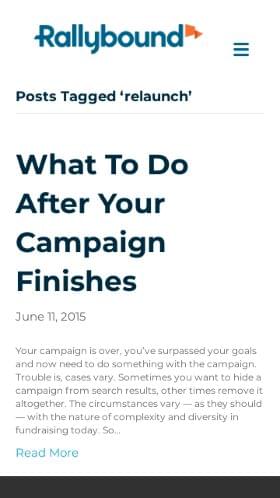 Rallybound
Posts Tagged ‘relaunch’
What To Do
After Your
Campaign
Finishes
June 11, 2015
Your campaign is over, you’ve surpassed your goals
and now need to do something with the campaign.
Trouble is, cases vary. Sometimes you want to hide a
campaign from search results, other times remove it
altogether. The circumstances vary — as they should
— with the nature of complexity and diversity in
fundraising today. So...
Read More